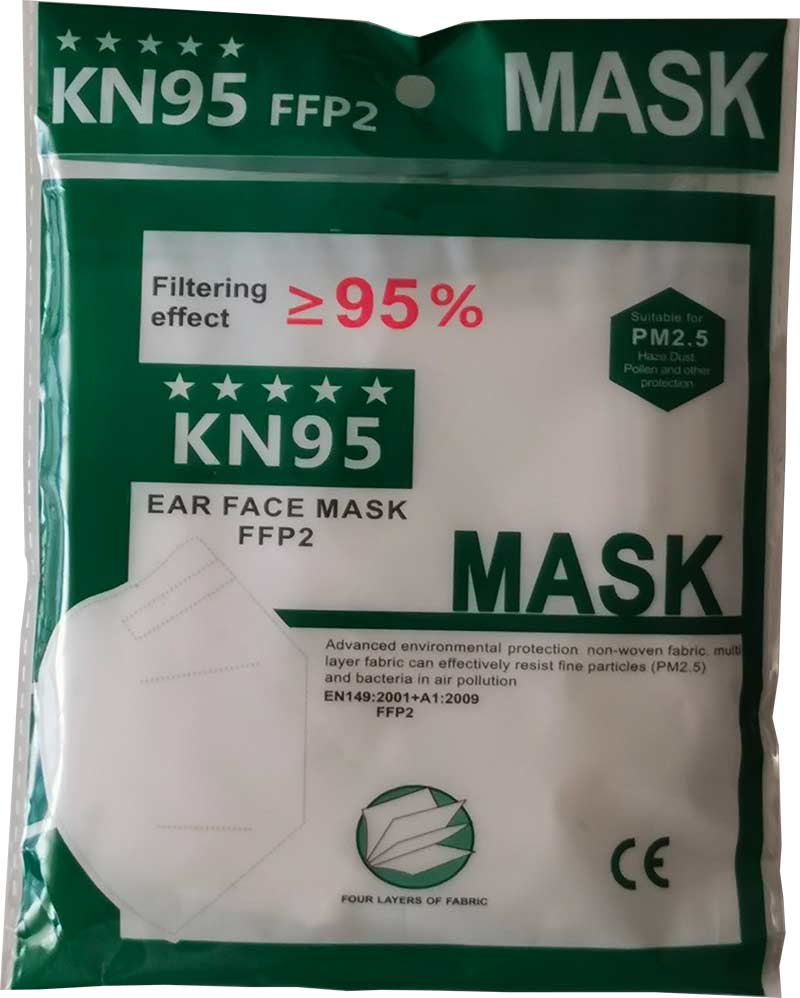 ★★★★★
KN95 FFP2
MASK
Filtering
effect
≥95%
Suitable for
PM2.5
Haze.Dust.
Pollen and other
protection
★★★★★
KN95
EAR FACE MASK
FFP2
MASK
Advanced environmental protection non-woven fabric. multi
layer fabric can effectively resist fine particles (PM2.5)
and bacteria in air pollution
EN149:2001+A1:2009
FFP2
FOUR LAYERS OF FABRIC
CE